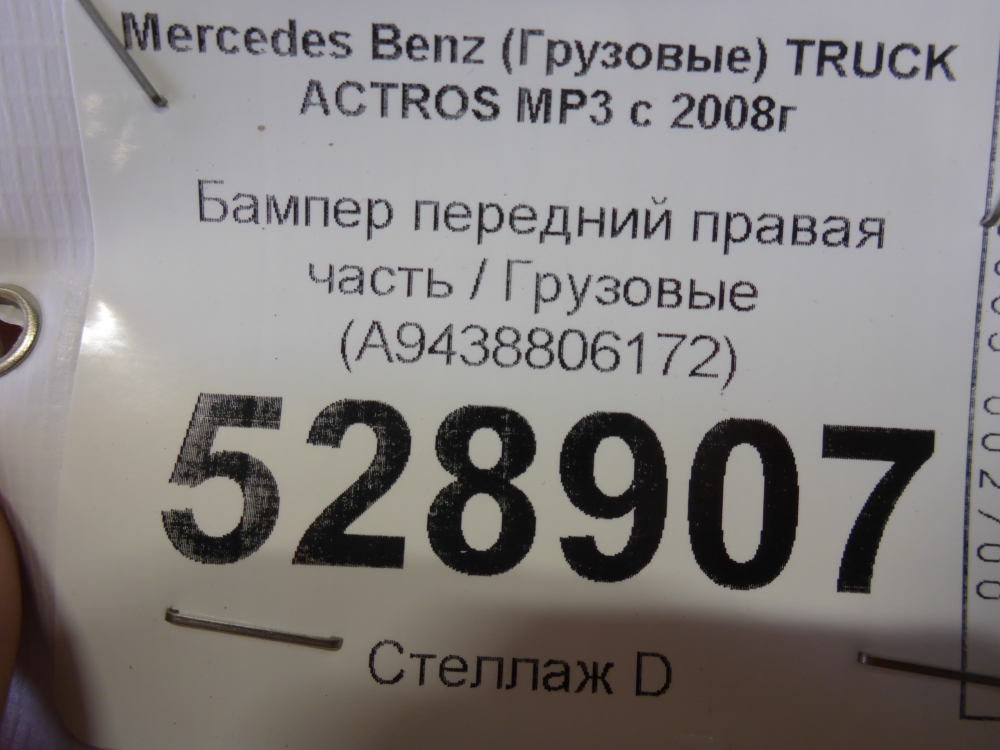 Mercedes Benz (Грузовые) TRUCK
ACTROS MP3 с 2008г
Бампер передний правая
часть / Грузовые
(A9438806172)
528907
Стеллаж D